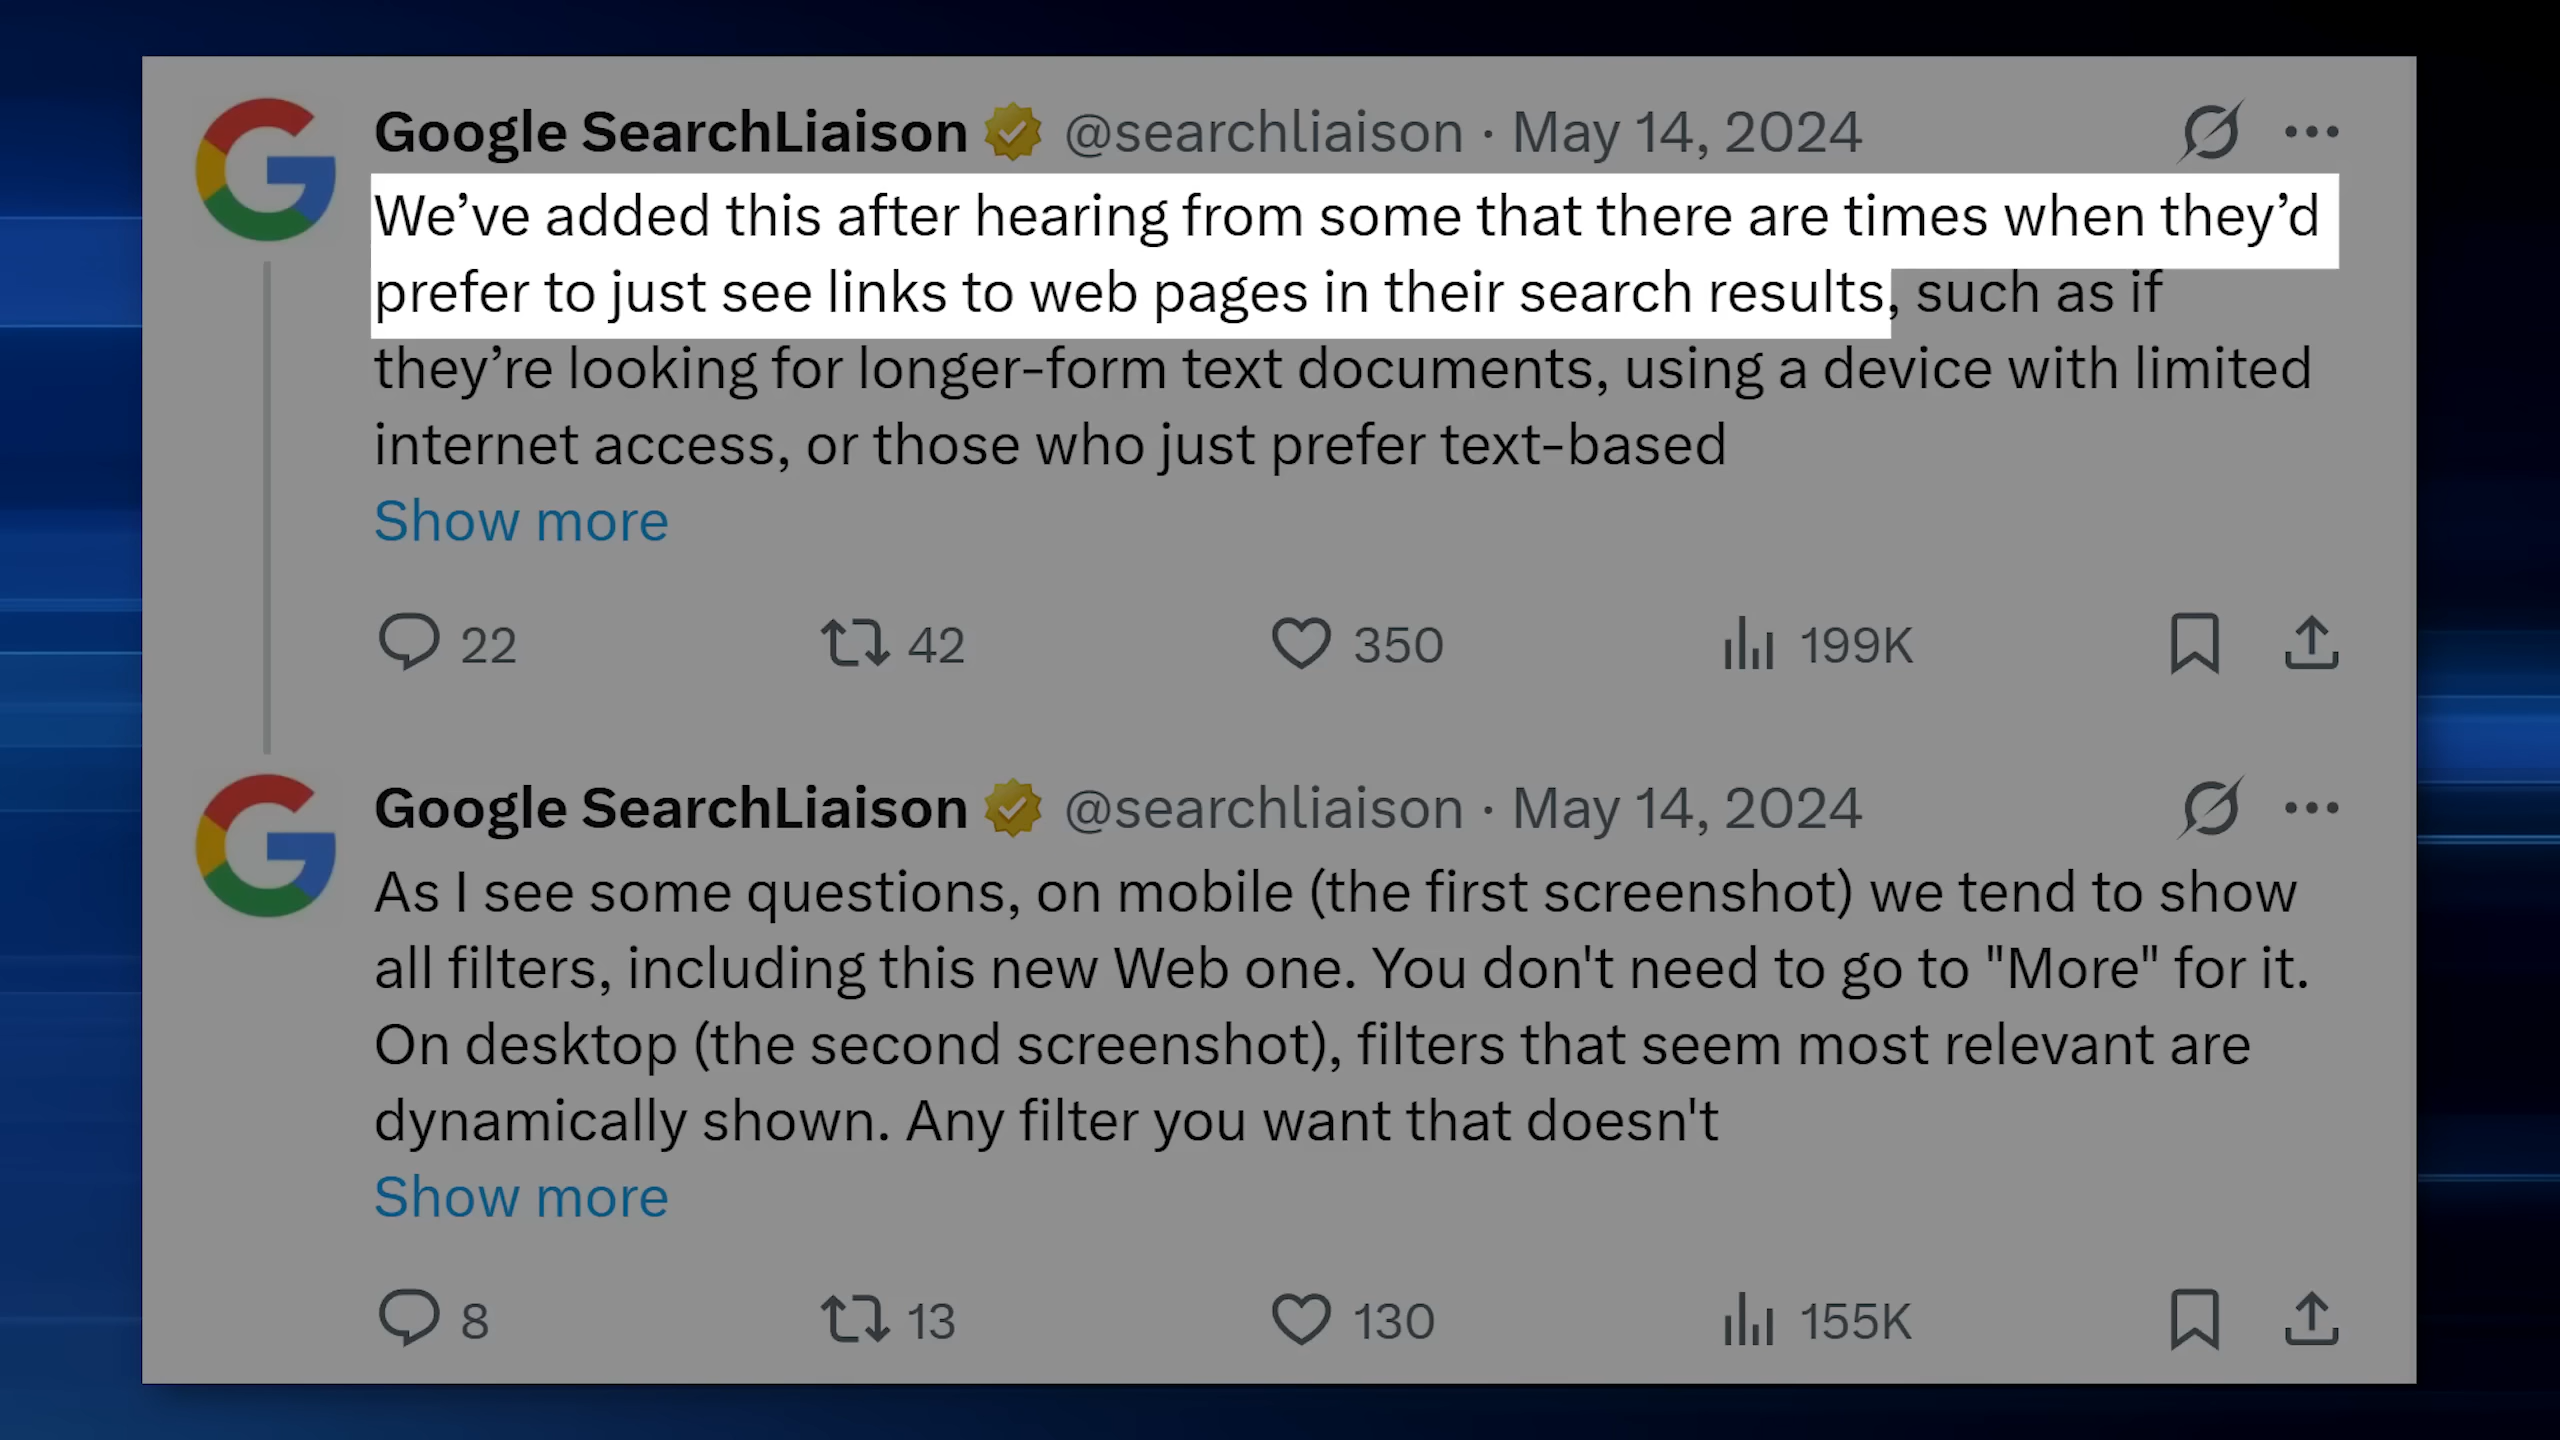 Google SearchLiaison @searchliaison · May 14, 2024
We’ve added this after hearing from some that there are times when they’d
prefer to just see links to web pages in their search results, such as if
they’re looking for longer-form text documents, using a device with limited
internet access, or those who just prefer text-based
Show more
22 42 350 199K
Google SearchLiaison @searchliaison · May 14, 2024
As I see some questions, on mobile (the first screenshot) we tend to show
all filters, including this new Web one. You don't need to go to "More" for it.
On desktop (the second screenshot), filters that seem most relevant are
dynamically shown. Any filter you want that doesn't
Show more
8 13 130 155K